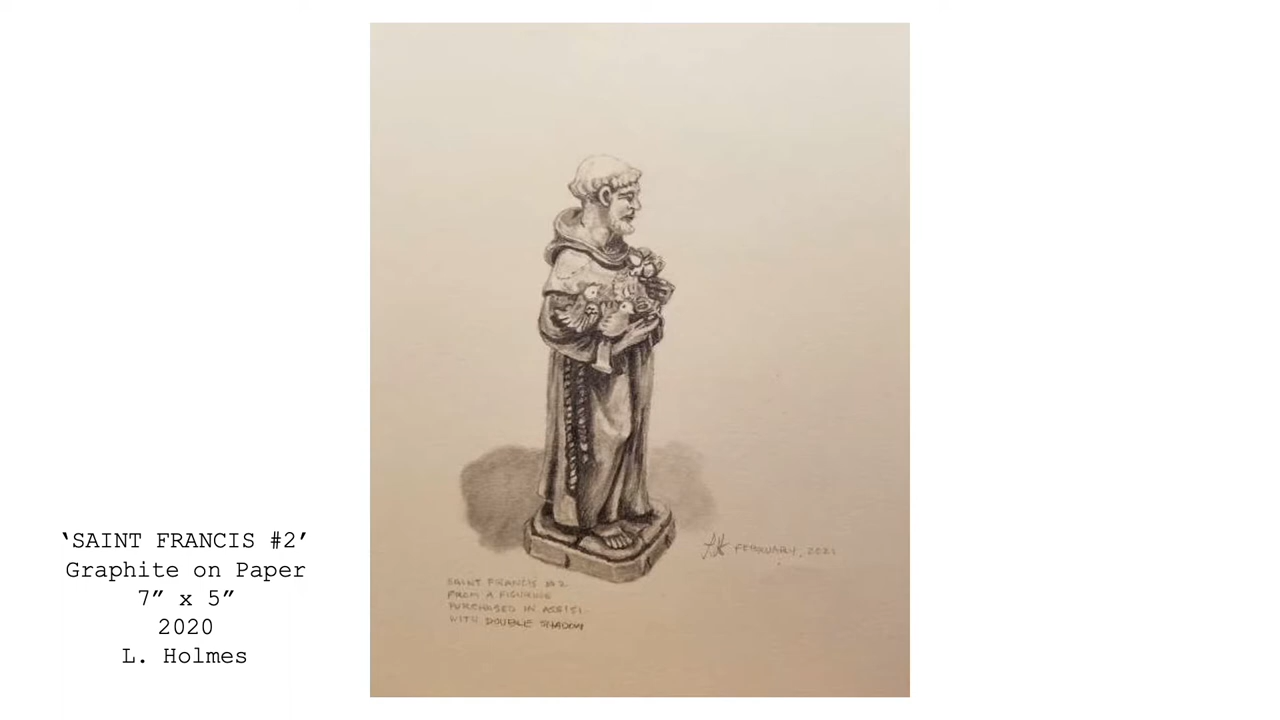 ‘SAINT FRANCIS #2’
Graphite on Paper
7” x 5”
2020
L. Holmes
FEBRUARY, 2021
SAINT FRANCIS #2
FROM A FIGURINE
PURCHASED IN ASSISI
WITH DOUBLE SHADOW